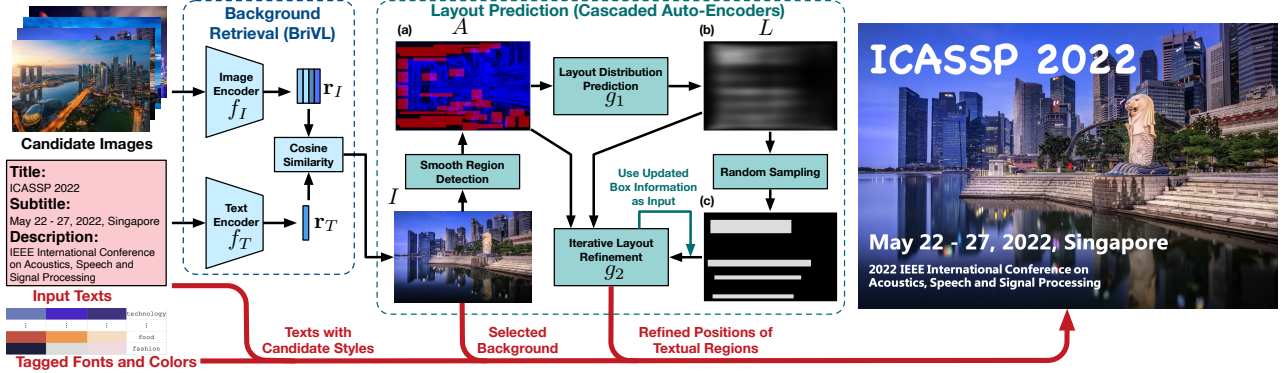 Candidate Images
Title:
ICASSP 2022
Subtitle:
May 22 - 27, 2022, Singapore
Description:
IEEE International Conference
on Acoustics, Speech and
Signal Processing
Input Texts
technology
⋮ ⋮ ⋮
food
fashion
Tagged Fonts and Colors
Background
Retrieval (BriVL)
Image
Encoder
f_I
r_I
Cosine
Similarity
Text
Encoder
f_T
r_T
Layout Prediction (Cascaded Auto-Encoders)
(a) A
Layout Distribution
Prediction
g_1
(b) L
Smooth Region
Detection
I
Use Updated
Box Information
as Input
Random Sampling
(c)
Iterative Layout
Refinement
g_2
Texts with
Candidate Styles
Selected
Background
Refined Positions of
Textual Regions
ICASSP 2022
May 22 - 27, 2022, Singapore
2022 IEEE International Conference on
Acoustics, Speech and Signal Processing